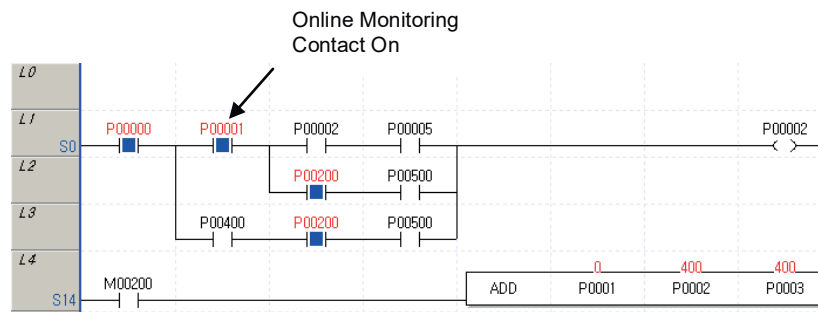 Online Monitoring
Contact On
L0
L1
P00000 P00001 P00002 P00005 P00002
S0
L2
P00200 P00500
L3
P00400 P00200 P00500
L4
0 400 400
M00200
ADD P0001 P0002 P0003
S14